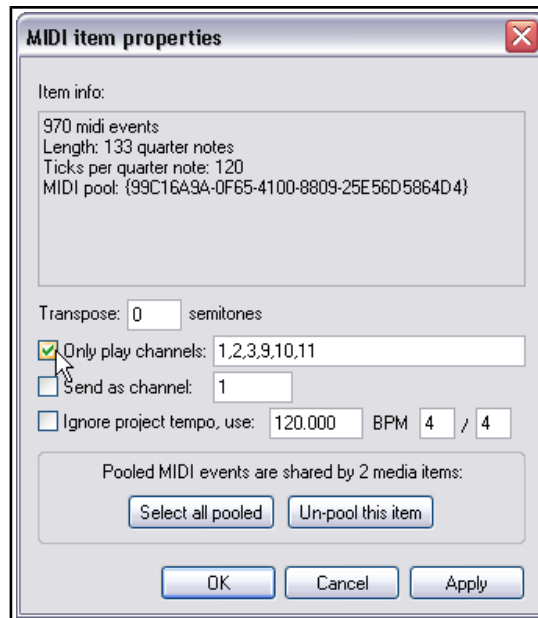 MIDI item properties
Item info:
970 midi events
Length: 133 quarter notes
Ticks per quarter note: 120
MIDI pool: {99C16A9A-0F65-4100-8809-25E56D5864D4}
Transpose: 0 semitones
Only play channels: 1,2,3,9,10,11
Send as channel: 1
Ignore project tempo, use: 120.000 BPM 4 / 4
Pooled MIDI events are shared by 2 media items:
Select all pooled Un-pool this item
OK Cancel Apply